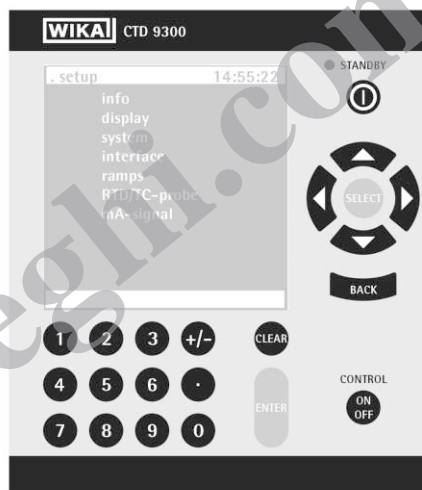 WIKAI CTD 9300
. setup 14:55:22
info
display
system
interface
ramps
RTD/TC-probe
mA-signal
STANDBY
SELECT
BACK
1 2 3 +/- CLEAR
4 5 6 .
7 8 9 0
ENTER
CONTROL
ON
OFF